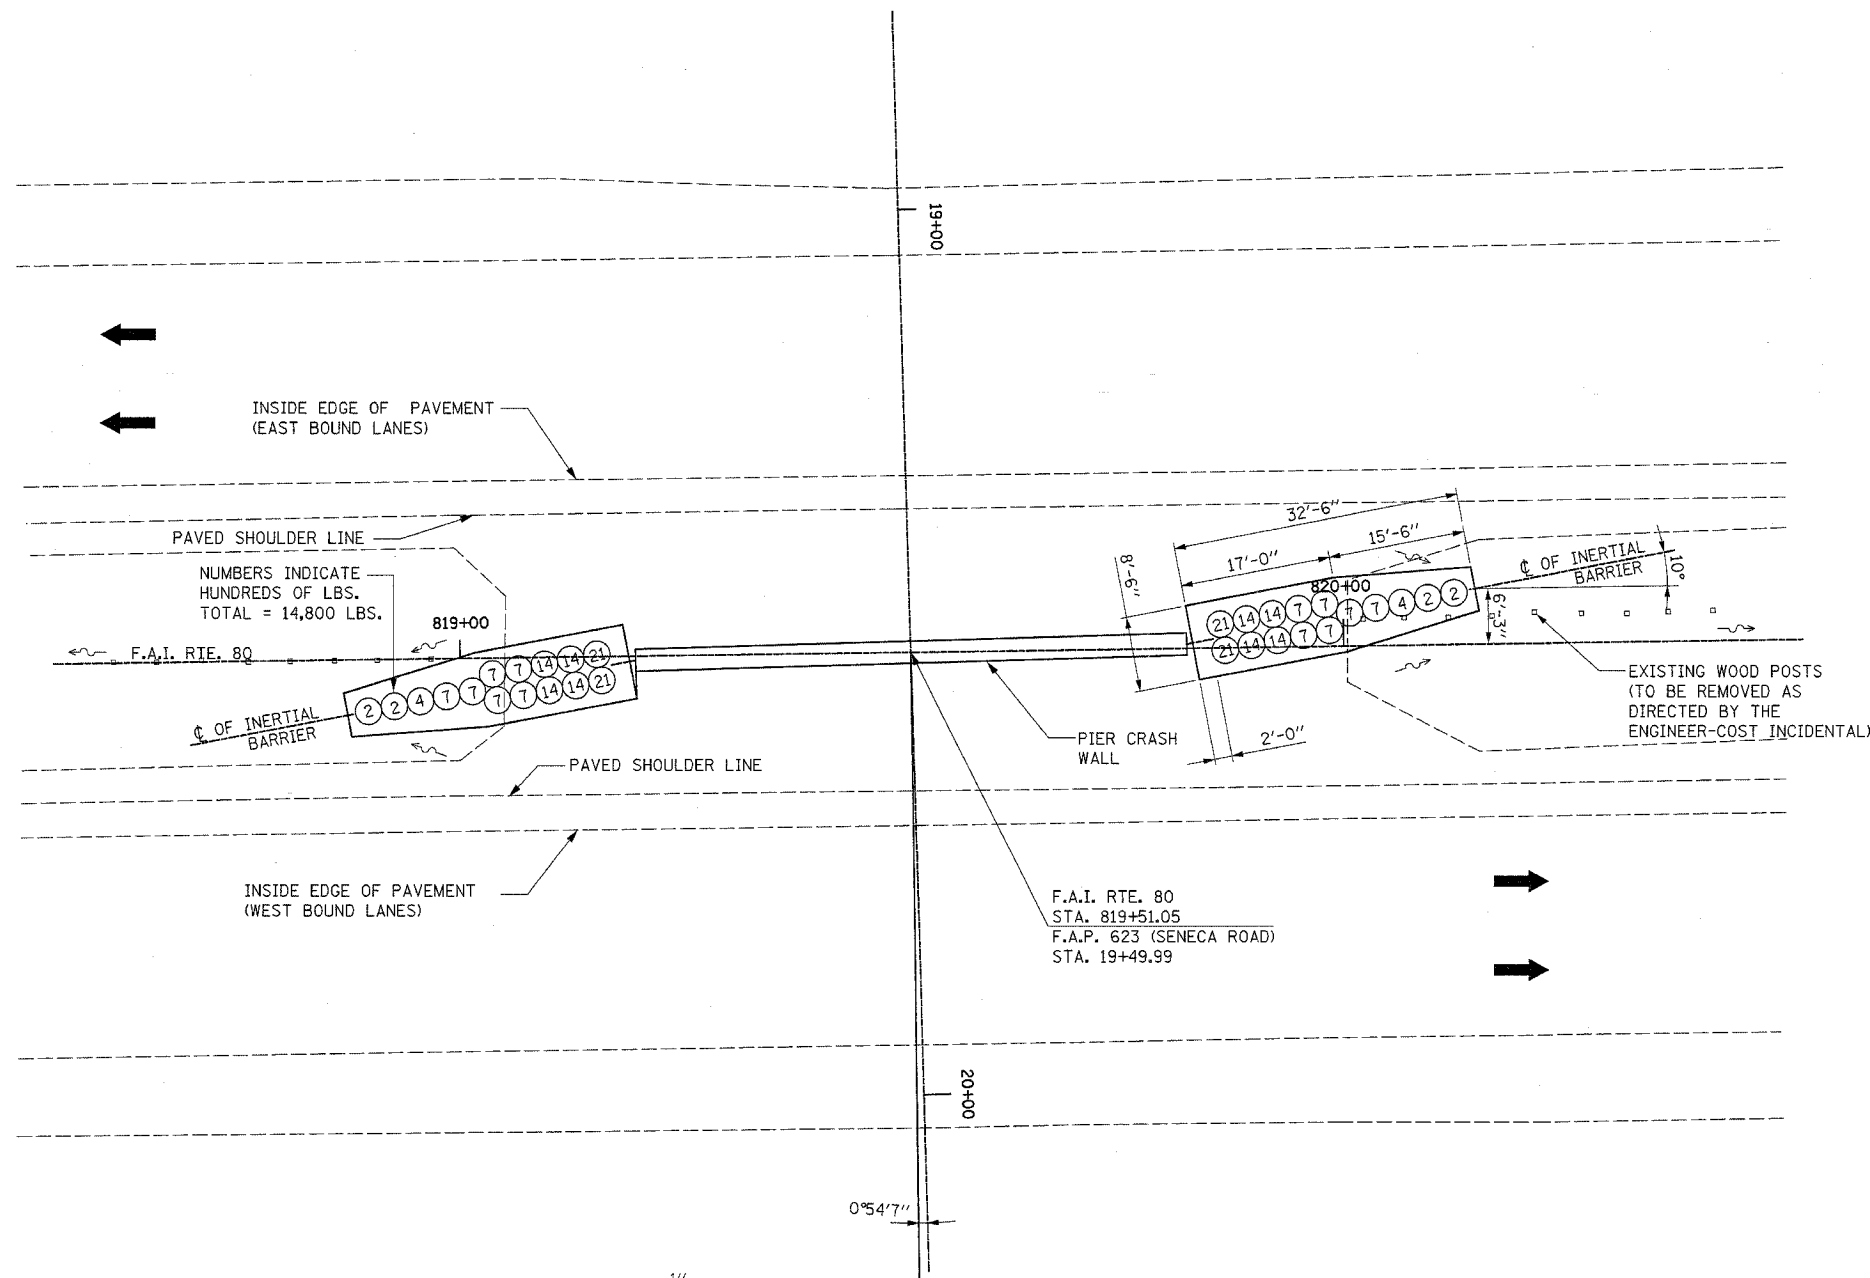 19+00
INSIDE EDGE OF PAVEMENT
(EAST BOUND LANES)
PAVED SHOULDER LINE
NUMBERS INDICATE
HUNDREDS OF LBS.
TOTAL = 14,800 LBS.
819+00
F.A.I. RTE. 80
7 7 14 14 21
2 2 4 7 7 7 7 14 14 21
℄ OF INERTIAL
BARRIER
32'-6"
17'-0"
15'-6"
8'-6"
820+00
21 14 14 7 7 7 7 4 2 2
21 14 14 7 7
℄ OF INERTIAL
BARRIER
10°
6'-3"
2'-0"
EXISTING WOOD POSTS
(TO BE REMOVED AS
DIRECTED BY THE
ENGINEER-COST INCIDENTAL)
PIER CRASH
WALL
PAVED SHOULDER LINE
INSIDE EDGE OF PAVEMENT
(WEST BOUND LANES)
F.A.I. RTE. 80
STA. 819+51.05
F.A.P. 623 (SENECA ROAD)
STA. 19+49.99
20+00
0°54'7"